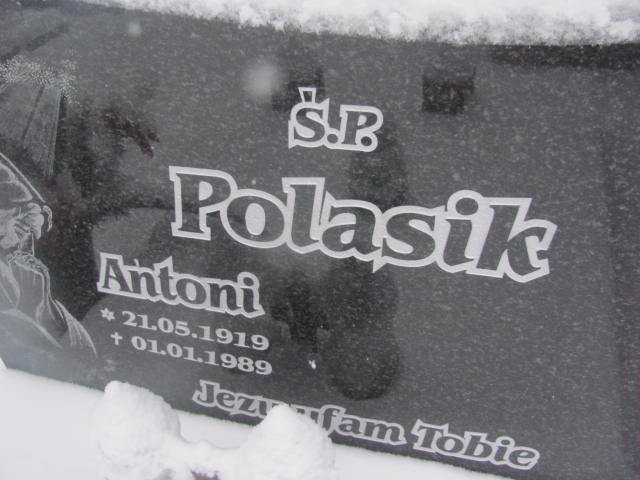 Ś.P.
Polasik
Antoni
* 21.05.1919
† 01.01.1989
ufam Tobie